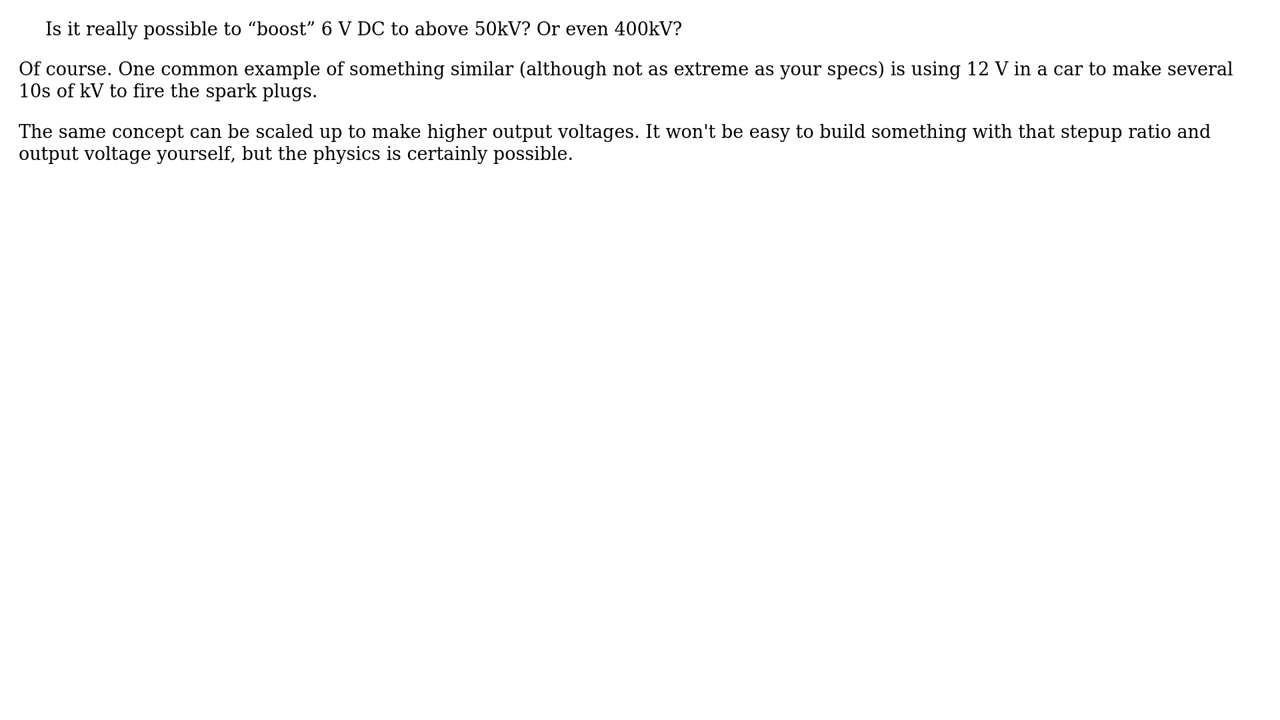 Is it really possible to “boost” 6 V DC to above 50kV? Or even 400kV?
Of course. One common example of something similar (although not as extreme as your specs) is using 12 V in a car to make several
10s of kV to fire the spark plugs.
The same concept can be scaled up to make higher output voltages. It won't be easy to build something with that stepup ratio and
output voltage yourself, but the physics is certainly possible.